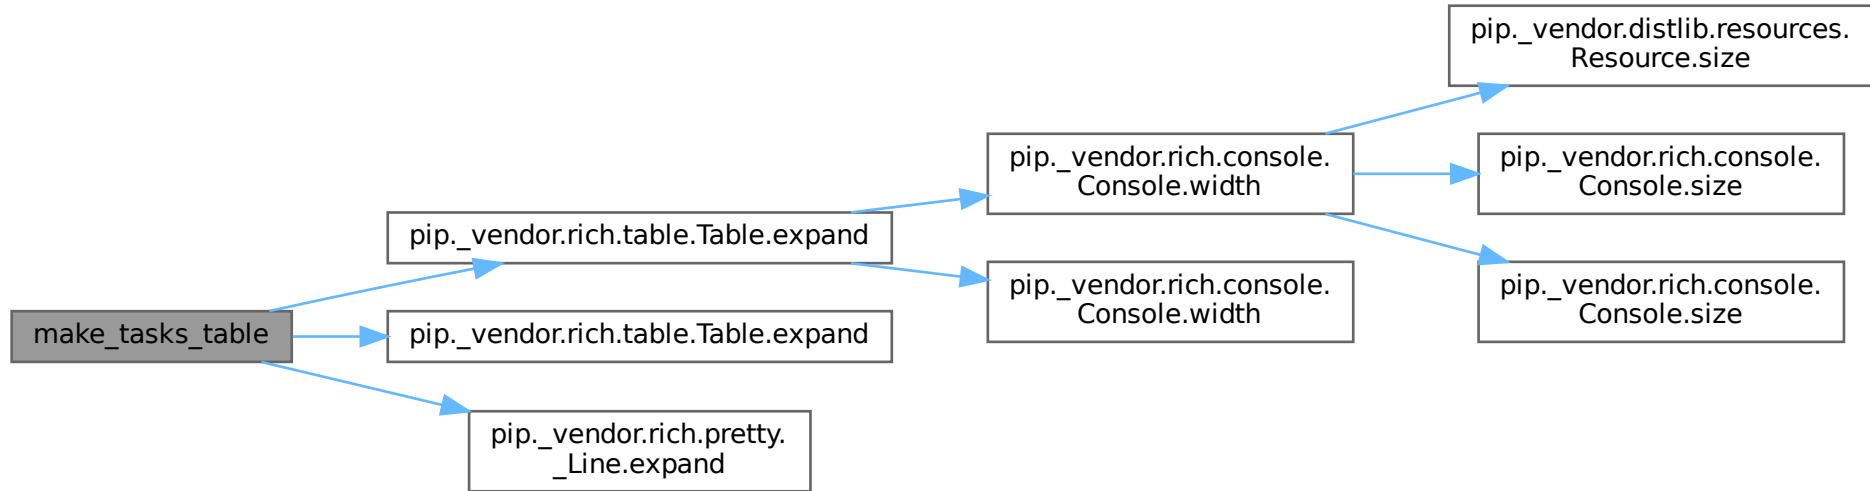 make_tasks_table
pip._vendor.rich.table.Table.expand
pip._vendor.rich.table.Table.expand
pip._vendor.rich.pretty.
_Line.expand
pip._vendor.rich.console.
Console.width
pip._vendor.rich.console.
Console.width
pip._vendor.distlib.resources.
Resource.size
pip._vendor.rich.console.
Console.size
pip._vendor.rich.console.
Console.size